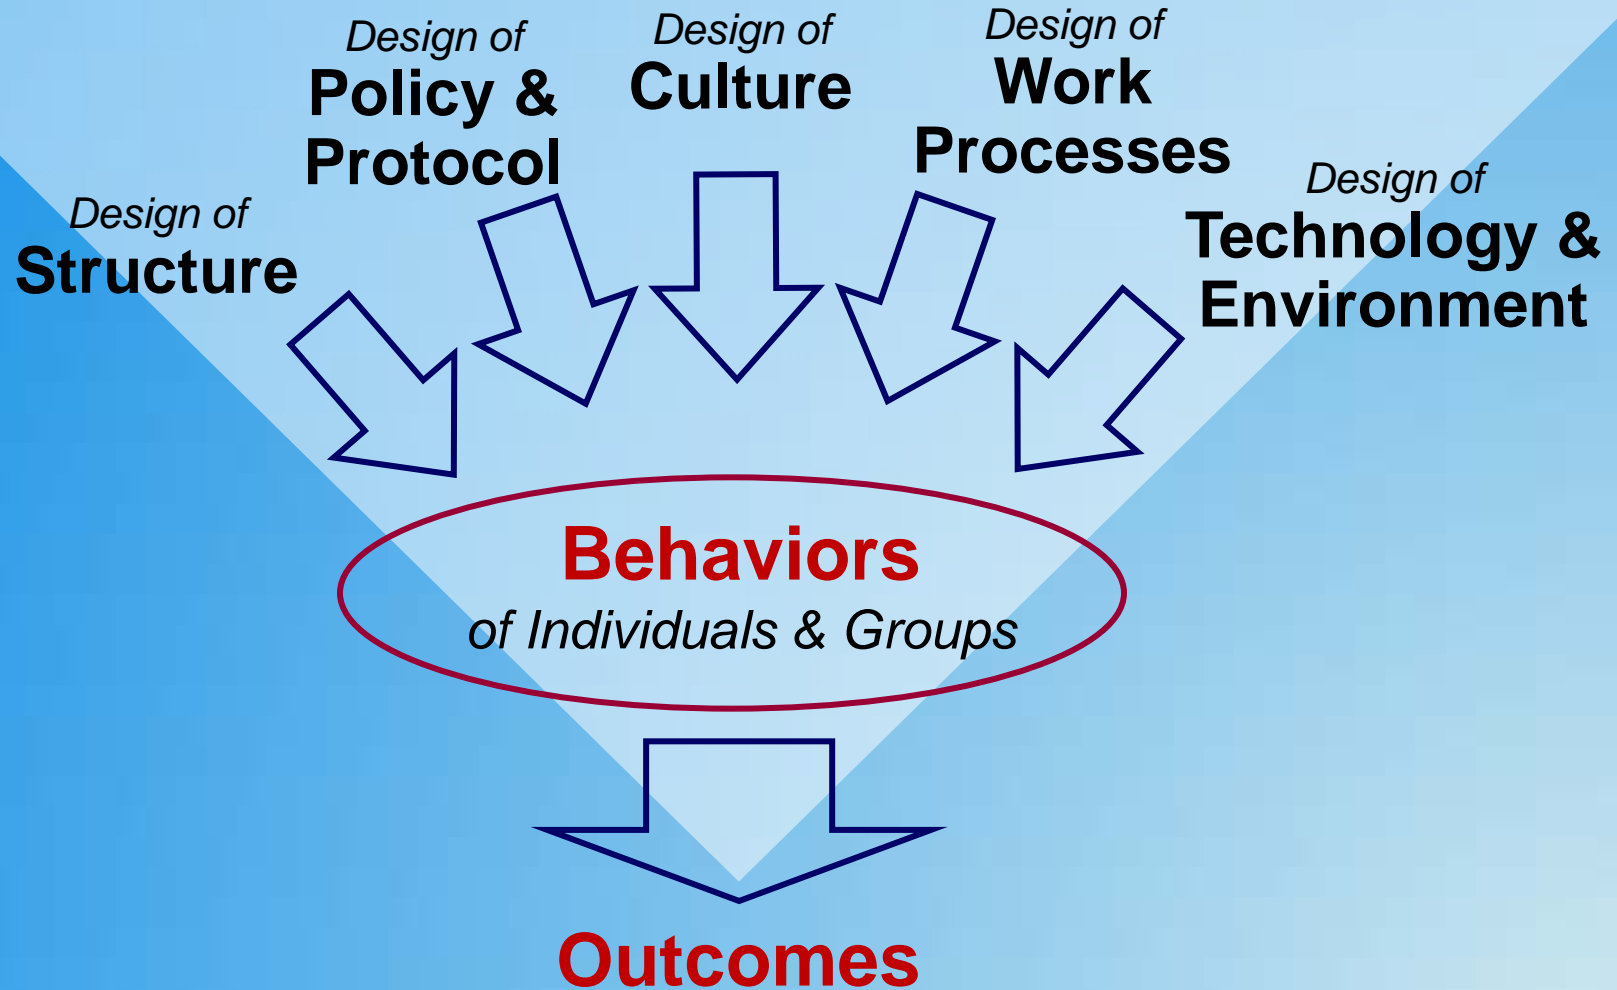 Design of
Structure
Design of
Policy &
Protocol
Design of
Culture
Design of
Work
Processes
Design of
Technology &
Environment
Behaviors
of Individuals & Groups
Outcomes